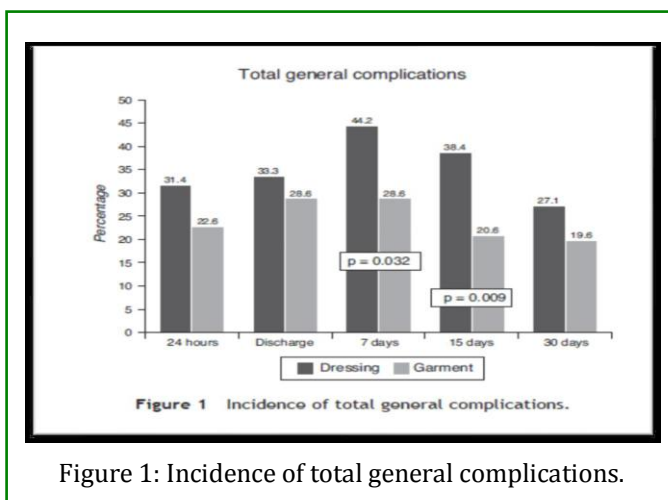 Total general complications
50
45
40
35
30
25
20
15
10
5
0
Percentage
31.4
22.6
33.3
28.6
44.2
28.6
38.4
20.6
27.1
19.6
p = 0.032
p = 0.009
24 hours Discharge 7 days 15 days 30 days
Dressing Garment
Figure 1 Incidence of total general complications.
Figure 1: Incidence of total general complications.